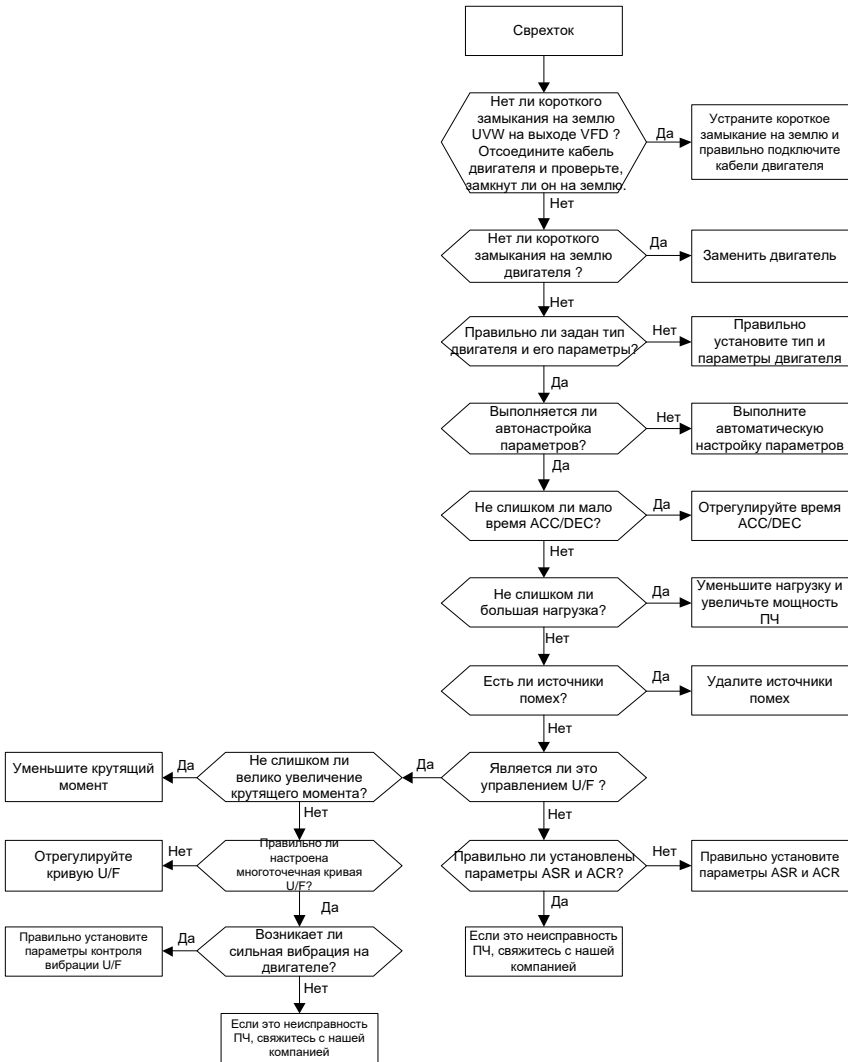 Сврехток
Нет ли короткого
замыкания на землю
UVW на выходе VFD ?
Отсоедините кабель
двигателя и проверьте,
замкнут ли он на землю.
Да
Устраните короткое
замыкание на землю и
правильно подключите
кабели двигателя
Нет
Нет ли короткого
замыкания на землю
двигателя ?
Да
Заменить двигатель
Нет
Правильно ли задан тип
двигателя и его параметры?
Нет
Правильно
установите тип и
параметры двигателя
Да
Выполняется ли
автонастройка
параметров?
Нет
Выполните
автоматическую
настройку параметров
Да
Не слишком ли мало
время ACC/DEC?
Да
Отрегулируйте время
ACC/DEC
Нет
Не слишком ли
большая нагрузка?
Да
Уменьшите нагрузку и
увеличьте мощность
ПЧ
Нет
Есть ли источники
помех?
Да
Удалите источники
помех
Нет
Является ли это
управлением U/F ?
Да
Не слишком ли
велико увеличение
крутящего момента?
Да
Уменьшите крутящий
момент
Нет
Правильно ли
настроена
многоточечная кривая
U/F?
Нет
Отрегулируйте
кривую U/F
Да
Возникает ли
сильная вибрация на
двигателе?
Да
Правильно установите
параметры контроля
вибрации U/F
Нет
Если это неисправность
ПЧ, свяжитесь с нашей
компанией
Нет
Правильно ли установлены
параметры ASR и ACR?
Нет
Правильно установите
параметры ASR и ACR
Да
Если это неисправность
ПЧ, свяжитесь с нашей
компанией